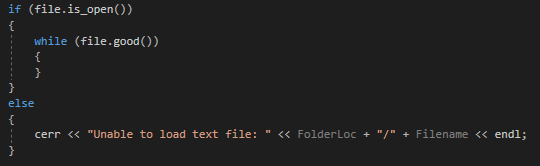 if (file.is_open())
{
    while (file.good())
    {
    }
}
else
{
    cerr << "Unable to load text file: " << FolderLoc + "/" + Filename << endl;
}